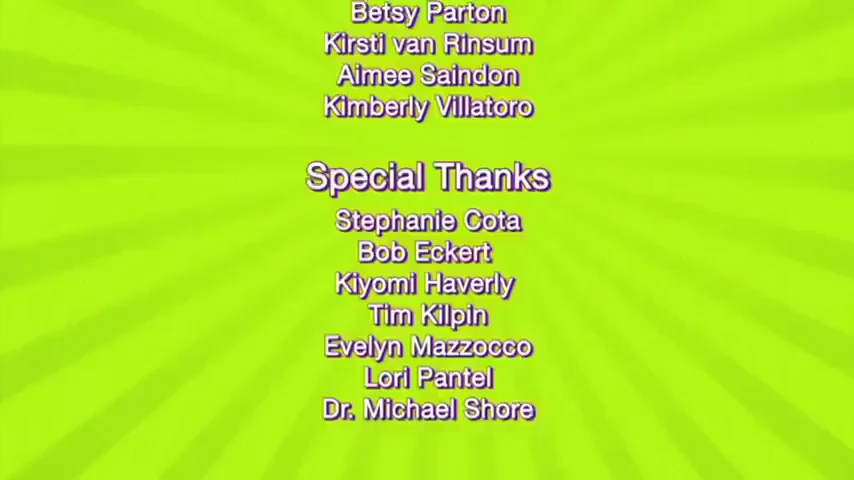 Betsy Parton
Kirsti van Rinsum
Aimee Saindon
Kimberly Villatoro
Special Thanks
Stephanie Cota
Bob Eckert
Kiyomi Haverly
Tim Kilpin
Evelyn Mazzocco
Lori Pantel
Dr. Michael Shore